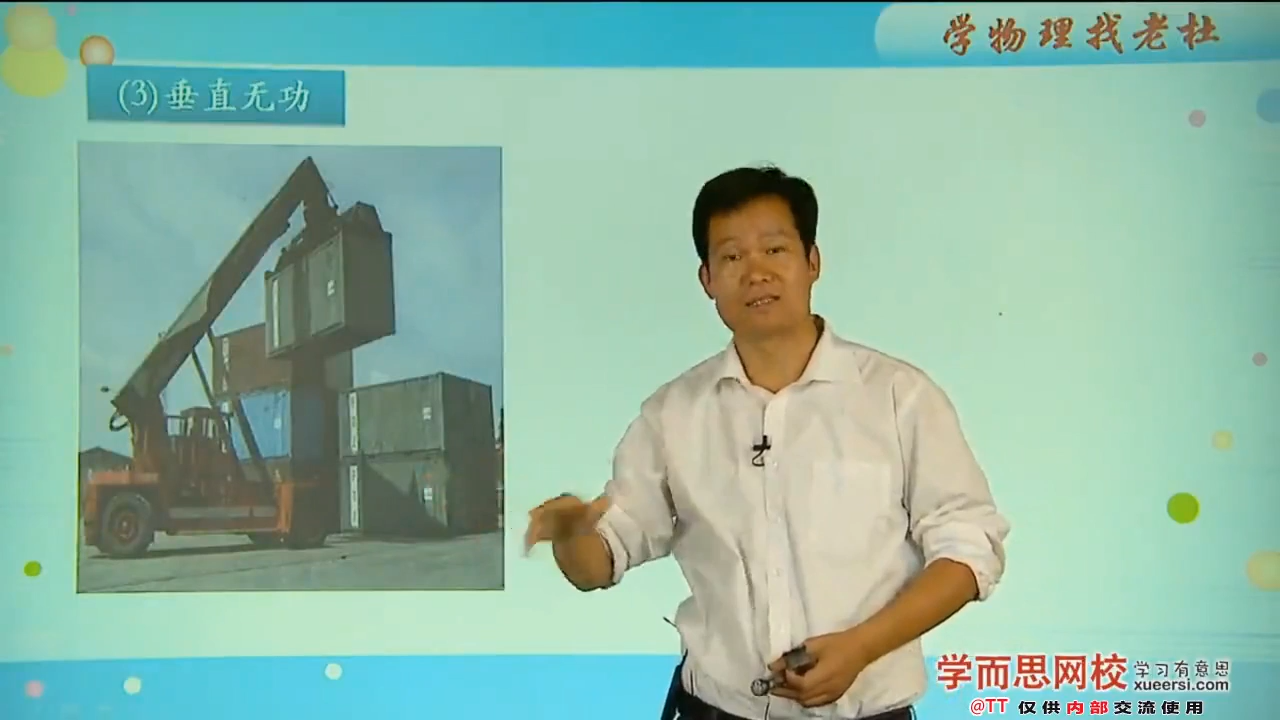 学物理找老杜
(3)垂直无功
学而思网校
学习有意思
xueersi.com
@TT 仅供内部交流使用